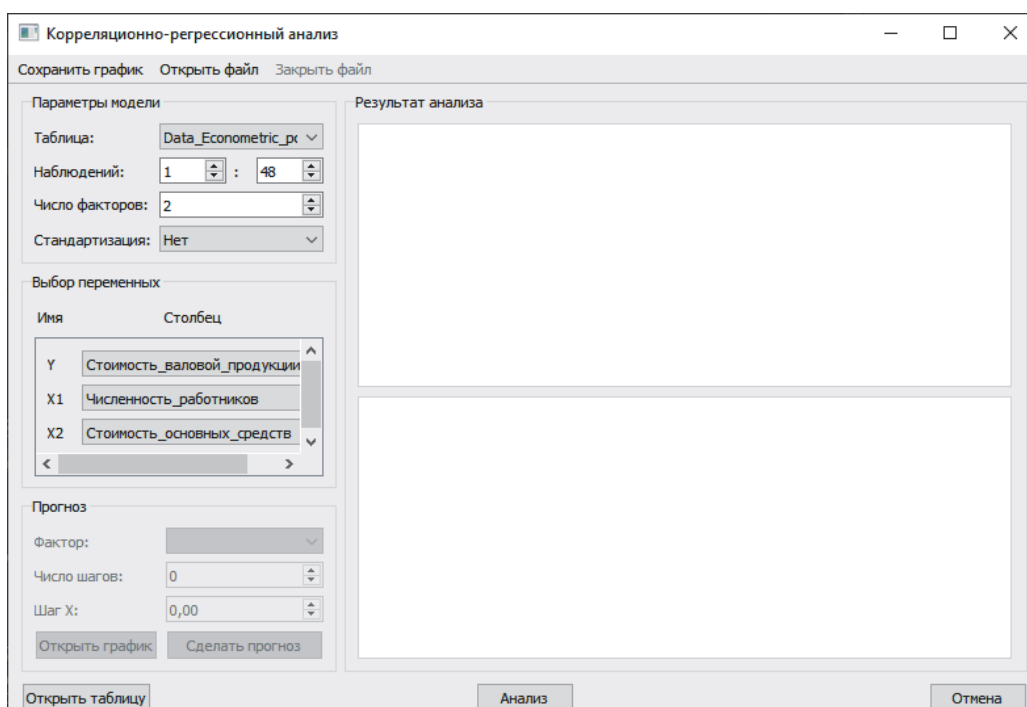 Корреляционно-регрессионный анализ
Сохранить график Открыть файл Закрыть файл
Параметры модели
Таблица: Data_Econometric_рс
Наблюдений: 1 : 48
Число факторов: 2
Стандартизация: Нет
Выбор переменных
Имя Столбец
Y Стоимость_валовой_продукции
X1 Численность_работников
X2 Стоимость_основных_средств
Прогноз
Фактор:
Число шагов: 0
Шаг X: 0,00
Открыть график Сделать прогноз
Результат анализа
Открыть таблицу Анализ Отмена